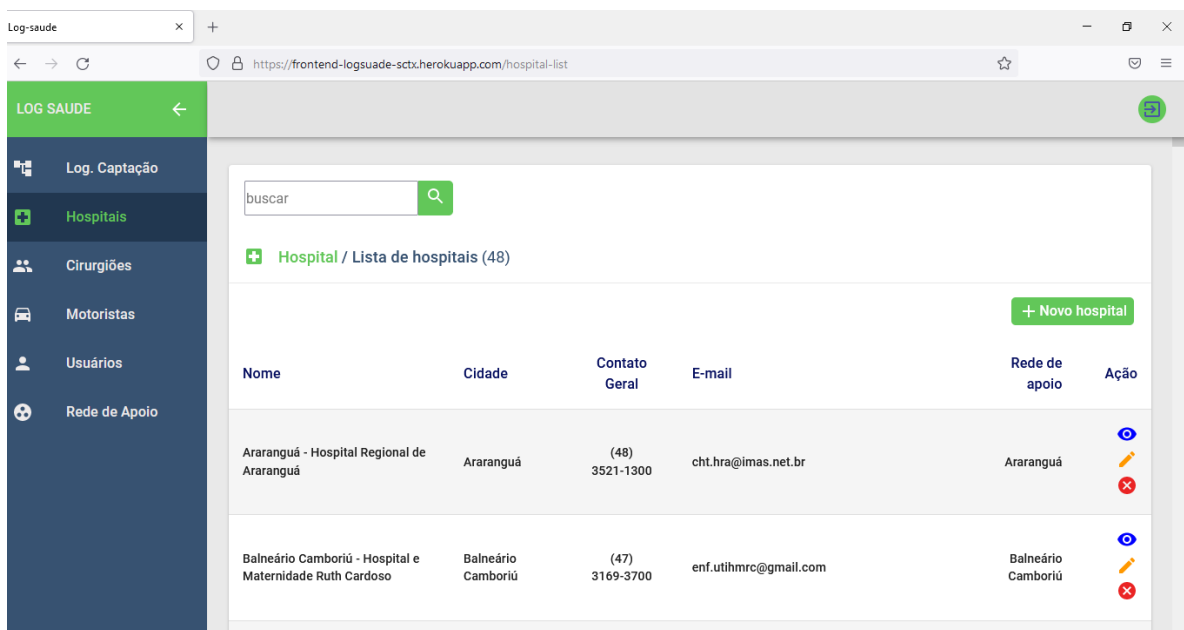 Log-saude
https://frontend-logsuade-sctx.herokuapp.com/hospital-list
LOG SAUDE
Log. Captação
Hospitais
Cirurgiões
Motoristas
Usuários
Rede de Apoio
buscar
Hospital / Lista de hospitais (48)
+ Novo hospital
Nome Cidade Contato Geral E-mail Rede de apoio Ação
Araranguá - Hospital Regional de Araranguá Araranguá (48) 3521-1300 cht.hra@imas.net.br Araranguá
Balneário Camboriú - Hospital e Maternidade Ruth Cardoso Balneário Camboriú (47) 3169-3700 enf.utihmrc@gmail.com Balneário Camboriú